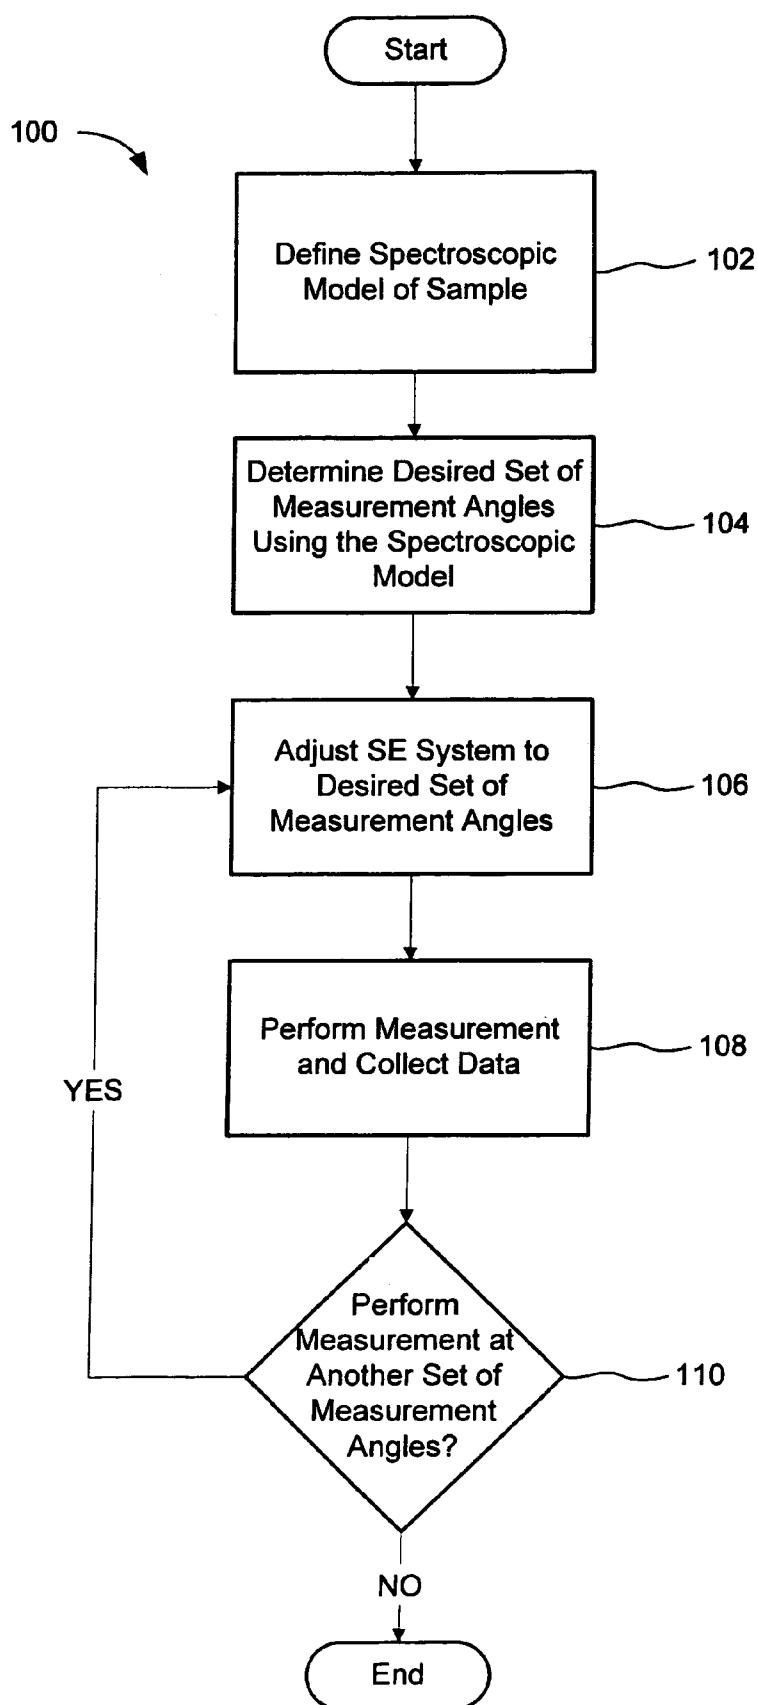 Start
100
Define Spectroscopic
Model of Sample
102
Determine Desired Set of
Measurement Angles
Using the Spectroscopic
Model
104
Adjust SE System to
Desired Set of
Measurement Angles
106
Perform Measurement
and Collect Data
108
YES
Perform
Measurement at
Another Set of
Measurement
Angles?
110
NO
End